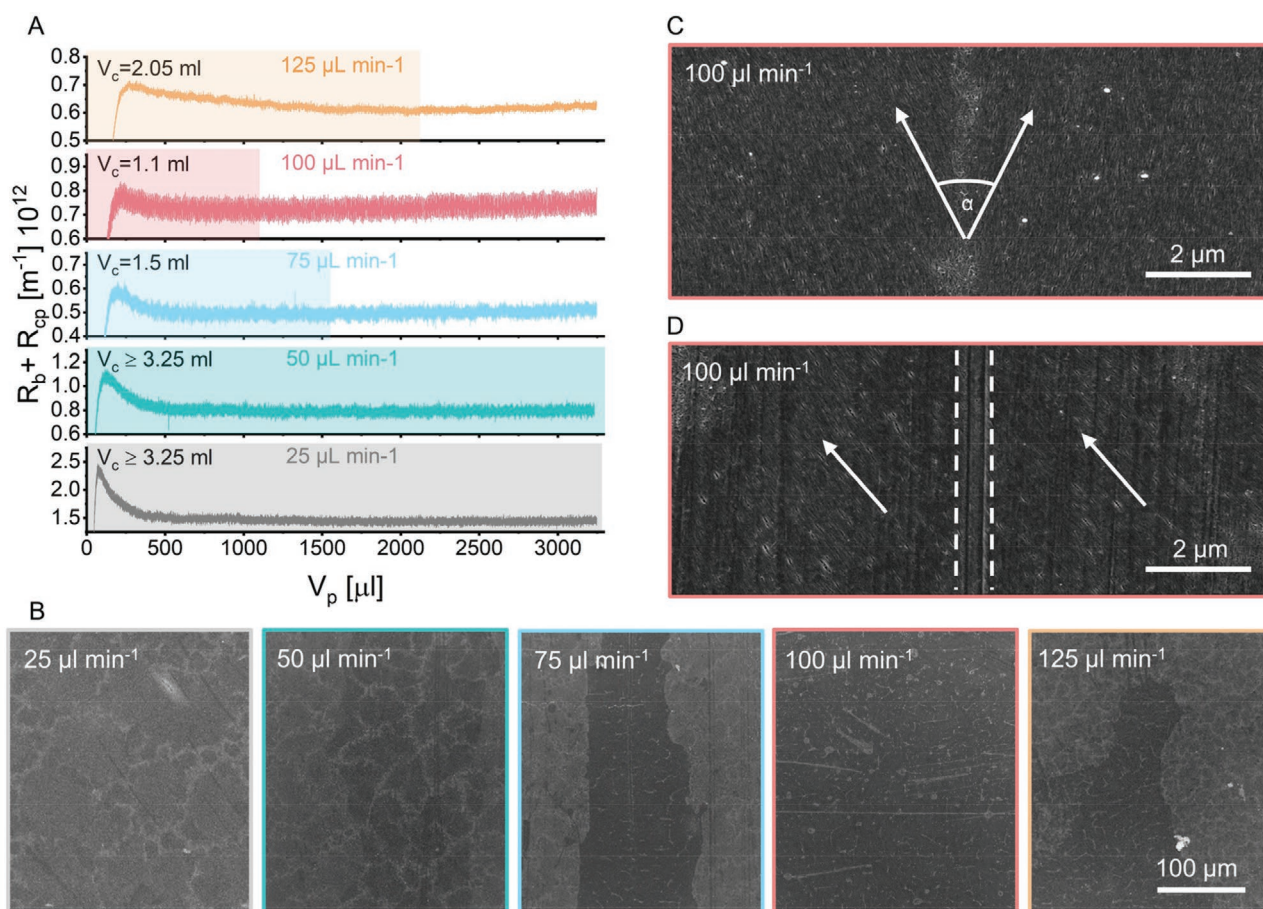 A
0.8
0.7
0.6
0.5
V_c=2.05 ml
125 µL min-1
0.9
0.8
0.7
0.6
V_c=1.1 ml
100 µL min-1
0.7
0.6
0.5
0.4
V_c=1.5 ml
75 µL min-1
1.2
1.0
0.8
0.6
V_c ≥ 3.25 ml
50 µL min-1
2.5
2.0
1.5
V_c ≥ 3.25 ml
25 µL min-1
R_b + R_cp [m⁻¹] 10¹²
0 500 1000 1500 2000 2500 3000
V_p [µl]
C
100 µl min⁻¹
α
2 µm
D
100 µl min⁻¹
2 µm
B
25 µl min⁻¹
50 µl min⁻¹
75 µl min⁻¹
100 µl min⁻¹
125 µl min⁻¹
100 µm